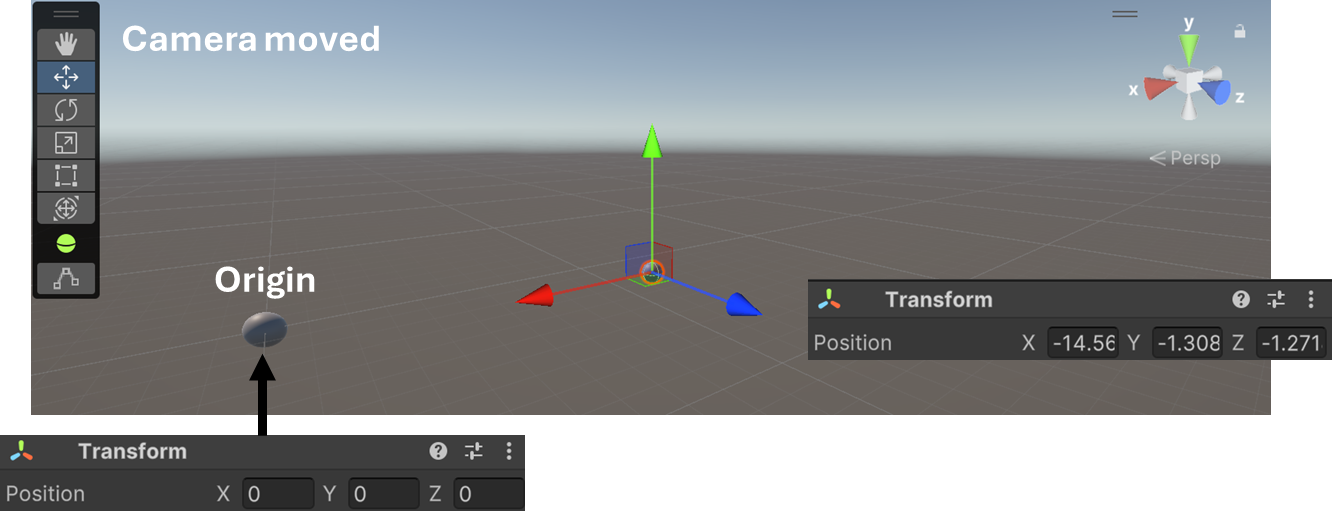 Camera moved
y
x
z
Persp
Origin
Transform
Position X -14.56 Y -1.308 Z -1.271
Transform
Position X 0 Y 0 Z 0